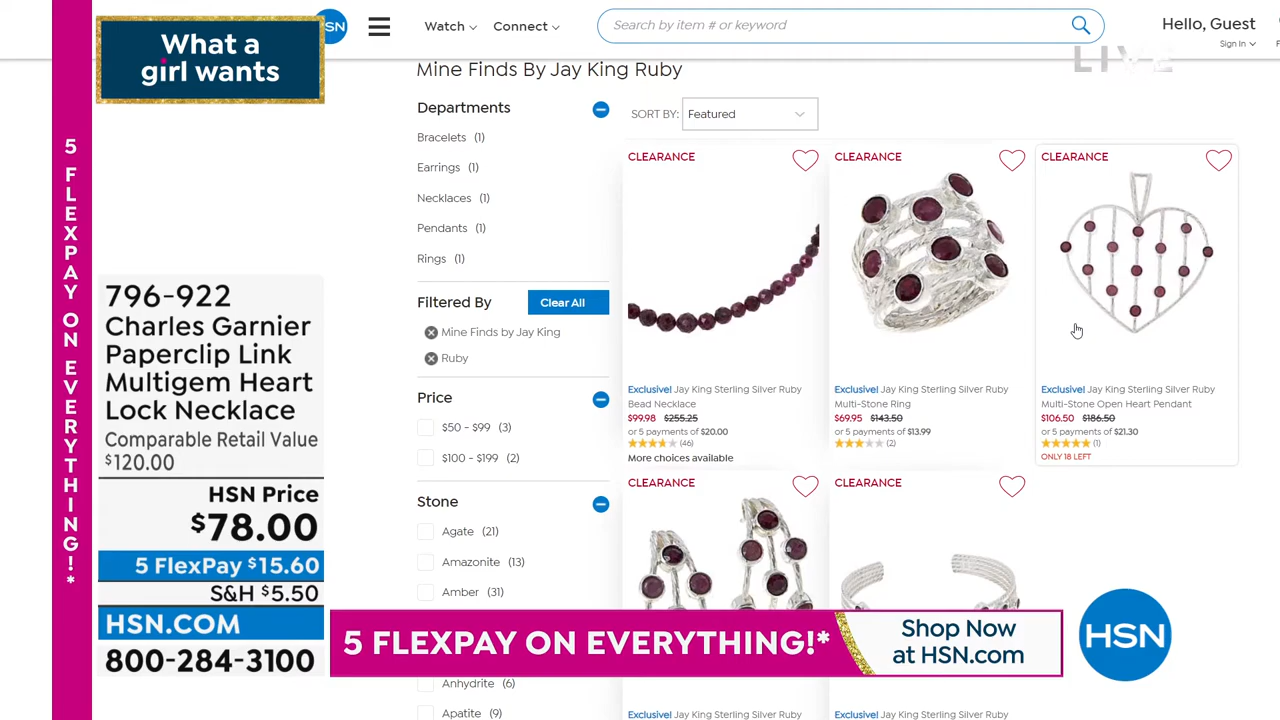 What a
girl wants
SN
Watch
Connect
Search by item # or keyword
Hello, Guest
Sign In
F
LIVE
5 FLEXPAY ON EVERYTHING!*
Mine Finds By Jay King Ruby
Departments
Bracelets (1)
Earrings (1)
Necklaces (1)
Pendants (1)
Rings (1)
Filtered By
Clear All
Mine Finds by Jay King
Ruby
Price
$50 - $99 (3)
$100 - $199 (2)
Stone
Agate (21)
Amazonite (13)
Amber (31)
Anhydrite (6)
Apatite (9)
SORT BY: Featured
CLEARANCE
Exclusive! Jay King Sterling Silver Ruby
Bead Necklace
$99.98 $255.25
or 5 payments of $20.00
(46)
More choices available
CLEARANCE
Exclusive! Jay King Sterling Silver Ruby
Multi-Stone Ring
$69.95 $143.50
or 5 payments of $13.99
(2)
CLEARANCE
Exclusive! Jay King Sterling Silver Ruby
Multi-Stone Open Heart Pendant
$106.50 $186.50
or 5 payments of $21.30
(1)
ONLY 18 LEFT
CLEARANCE
Exclusive! Jay King Sterling Silver Ruby
CLEARANCE
Exclusive! Jay King Sterling Silver Ruby
796-922
Charles Garnier
Paperclip Link
Multigem Heart
Lock Necklace
Comparable Retail Value
$120.00
HSN Price
$78.00
5 FlexPay $15.60
S&H $5.50
HSN.COM
800-284-3100
5 FLEXPAY ON EVERYTHING!*
Shop Now
at HSN.com
HSN